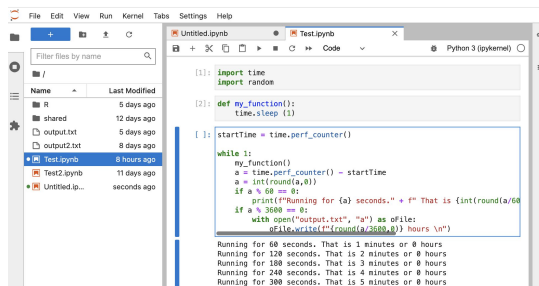 File Edit View Run Kernel Tabs Settings Help
Filter files by name
/
Name Last Modified
R 5 days ago
shared 12 days ago
output.txt 5 days ago
output2.txt 8 days ago
Test.ipynb 8 hours ago
Test2.ipynb 11 days ago
Untitled.ip... seconds ago
Untitled.ipynb Test.ipynb
Code Python 3 (ipykernel)
[1]: import time
import random
[2]: def my_function():
time.sleep (1)
[ ]: startTime = time.perf_counter()
while 1:
my_function()
a = time.perf_counter() - startTime
a = int(round(a,0))
if a % 60 == 0:
print(f"Running for {a} seconds." + f" That is {int(round(a/60
if a % 3600 == 0:
with open("output.txt", "a") as oFile:
oFile.write(f"{round(a/3600,0)} hours \n")
Running for 60 seconds. That is 1 minutes or 0 hours
Running for 120 seconds. That is 2 minutes or 0 hours
Running for 180 seconds. That is 3 minutes or 0 hours
Running for 240 seconds. That is 4 minutes or 0 hours
Running for 300 seconds. That is 5 minutes or 0 hours